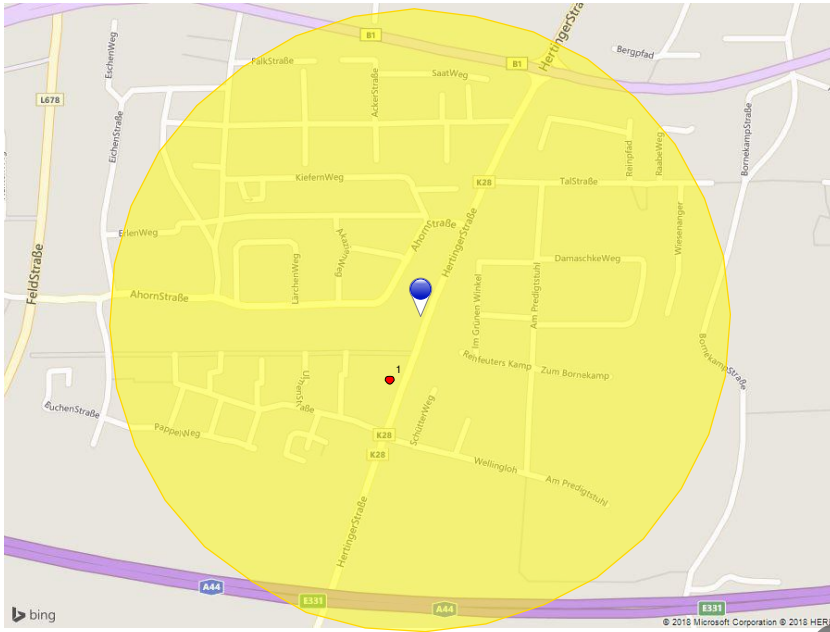 B1
HertingerStraße
EschenWeg
FalkStraße
AckerStraße
SaatWeg
B1
Bergpfad
L678
EichenStraße
BornekampStraße
Reinpfad
RaabeWeg
KiefernWeg
K28
TalStraße
ErlenWeg
AhornStraße
HertingerStraße
Wiesenanger
AkazienWeg
LärchenWeg
DamaschkeWeg
FeldStraße
AhornStraße
Im Grünen Winkel
Am Predigtstuhl
Renfeuters Kamp
Zum Bornekamp
BornekampStraße
1
UlmenStraße
BuchenStraße
PappelWeg
SchütterWeg
K28
K28
Wellingloh
Am Predigtstuhl
HertingerStraße
A44
E331
A44
E331
bing
© 2018 Microsoft Corporation © 2018 HER